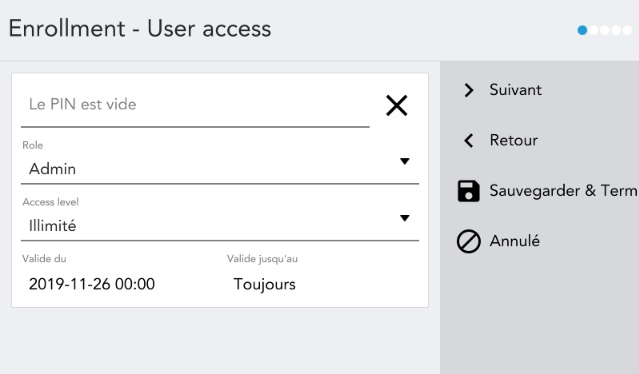 Enrollment - User access
Le PIN est vide
Role
Admin
Access level
Illimité
Valide du
Valide jusqu'au
2019-11-26 00:00
Toujours
Suivant
Retour
Sauvegarder & Term
Annulé